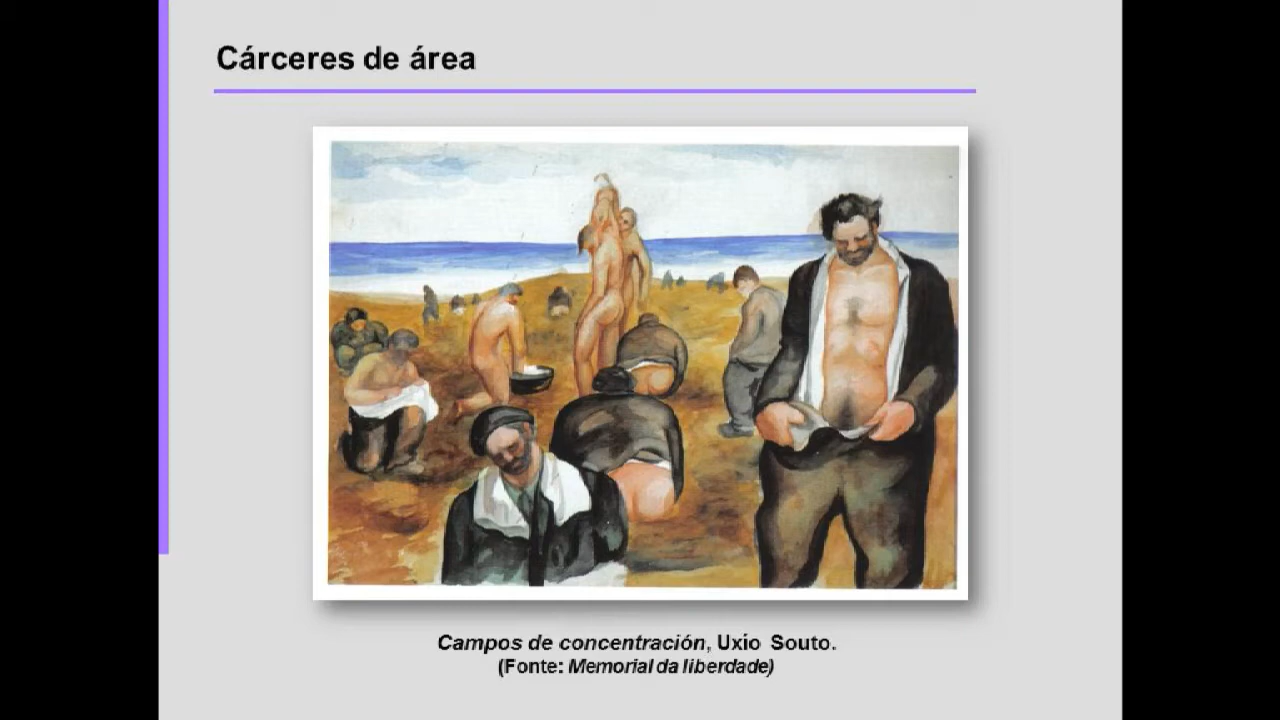 Cárceres de área
Campos de concentración, Uxio Souto.
(Fonte: Memorial da liberdade)